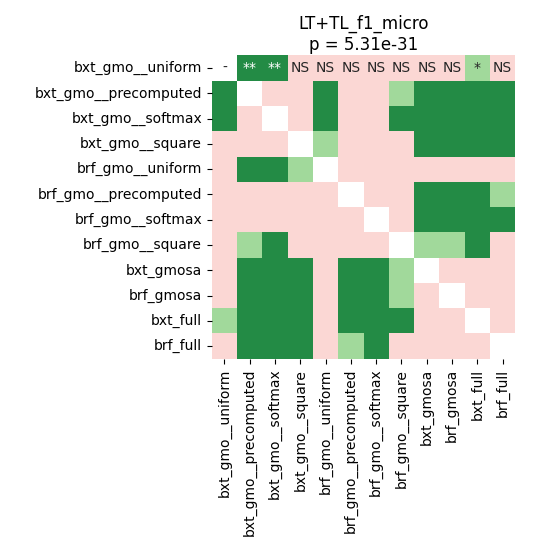 LT+TL_f1_micro
p = 5.31e-31
bxt_gmo__uniform - ** ** NS NS NS NS NS NS NS * NS
bxt_gmo__precomputed
bxt_gmo__softmax
bxt_gmo__square
brf_gmo__uniform
brf_gmo__precomputed
brf_gmo__softmax
brf_gmo__square
bxt_gmosa
brf_gmosa
bxt_full
brf_full
bxt_gmo__uniform
bxt_gmo__precomputed
bxt_gmo__softmax
bxt_gmo__square
brf_gmo__uniform
brf_gmo__precomputed
brf_gmo__softmax
brf_gmo__square
bxt_gmosa
brf_gmosa
bxt_full
brf_full